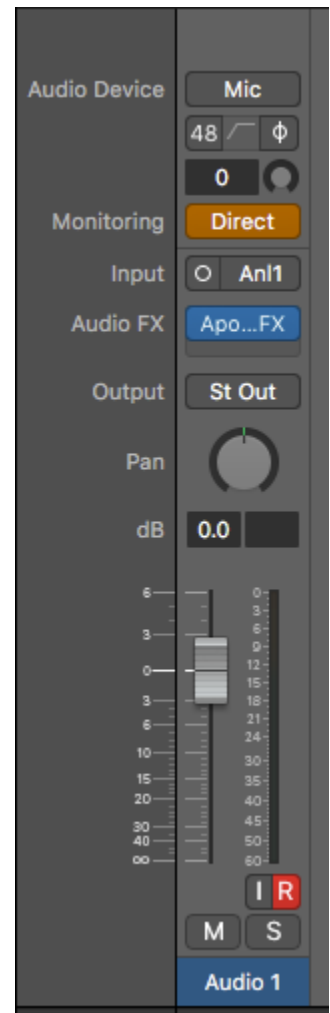 Audio Device Mic
48 ϕ
0
Monitoring Direct
Input Anl1
Audio FX Apo...FX
Output St Out
Pan
dB 0.0
6 0
3
3 6
9
0 12
15
3 18
6 21
24
10 30
15 35
20 40
30 45
40 50
∞ 60
I R
M S
Audio 1